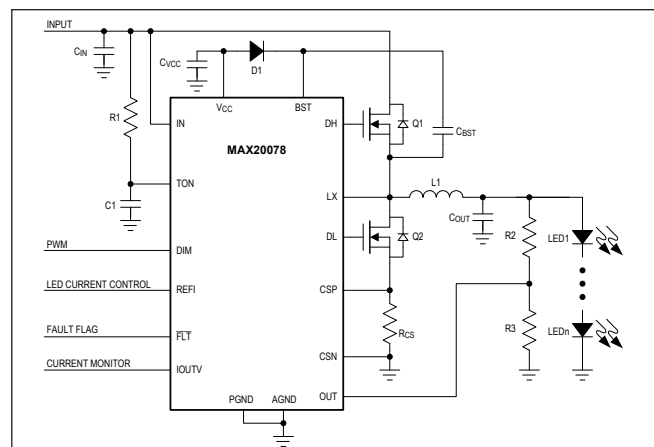 INPUT
CIN
CVCC
D1
R1
VCC
BST
IN
DH
Q1
CBST
MAX20078
TON
LX
L1
C1
COUT
DL
Q2
R2
LED1
PWM
DIM
LED CURRENT CONTROL
REFI
CSP
RCS
R3
LEDn
FAULT FLAG
FLT
CURRENT MONITOR
IOUTV
CSN
OUT
PGND
AGND